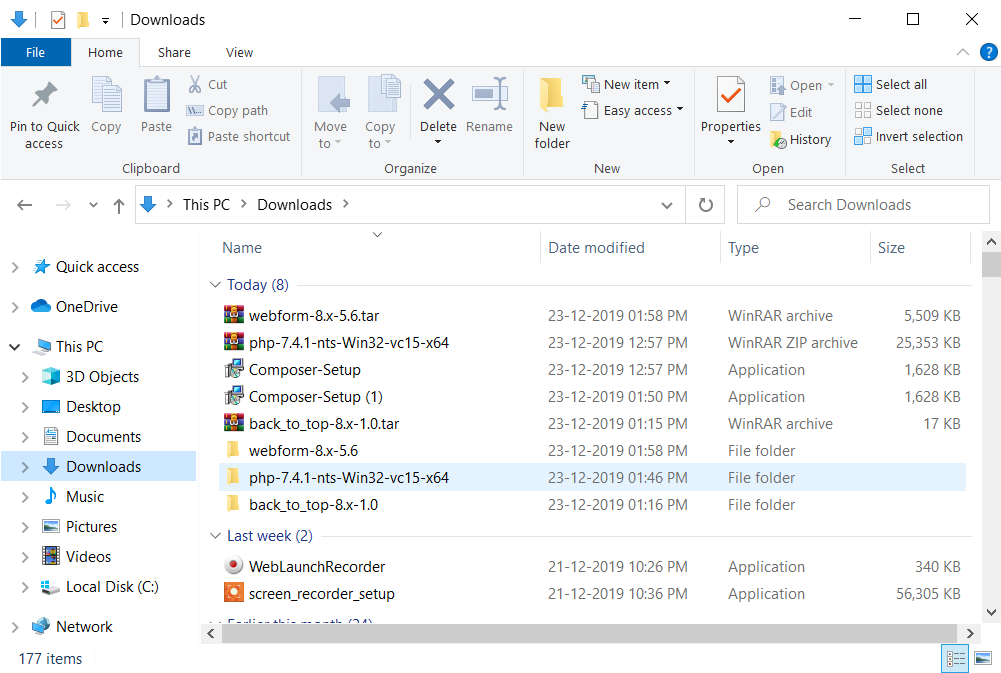 Downloads
File Home Share View
Pin to Quick access
Copy
Paste
Cut
Copy path
Paste shortcut
Clipboard
Move to
Copy to
Delete
Rename
Organize
New folder
New item
Easy access
New
Properties
Open
Edit
History
Open
Select all
Select none
Invert selection
Select
This PC Downloads
Search Downloads
Quick access
OneDrive
This PC
3D Objects
Desktop
Documents
Downloads
Music
Pictures
Videos
Local Disk (C:)
Network
Name Date modified Type Size
Today (8)
webform-8.x-5.6.tar 23-12-2019 01:58 PM WinRAR archive 5,509 KB
php-7.4.1-nts-Win32-vc15-x64 23-12-2019 12:57 PM WinRAR ZIP archive 25,353 KB
Composer-Setup 23-12-2019 12:57 PM Application 1,628 KB
Composer-Setup (1) 23-12-2019 01:50 PM Application 1,628 KB
back_to_top-8.x-1.0.tar 23-12-2019 01:15 PM WinRAR archive 17 KB
webform-8.x-5.6 23-12-2019 01:58 PM File folder
php-7.4.1-nts-Win32-vc15-x64 23-12-2019 01:46 PM File folder
back_to_top-8.x-1.0 23-12-2019 01:16 PM File folder
Last week (2)
WebLaunchRecorder 21-12-2019 10:26 PM Application 340 KB
screen_recorder_setup 21-12-2019 10:36 PM Application 56,305 KB
Earlier this month (24)
177 items